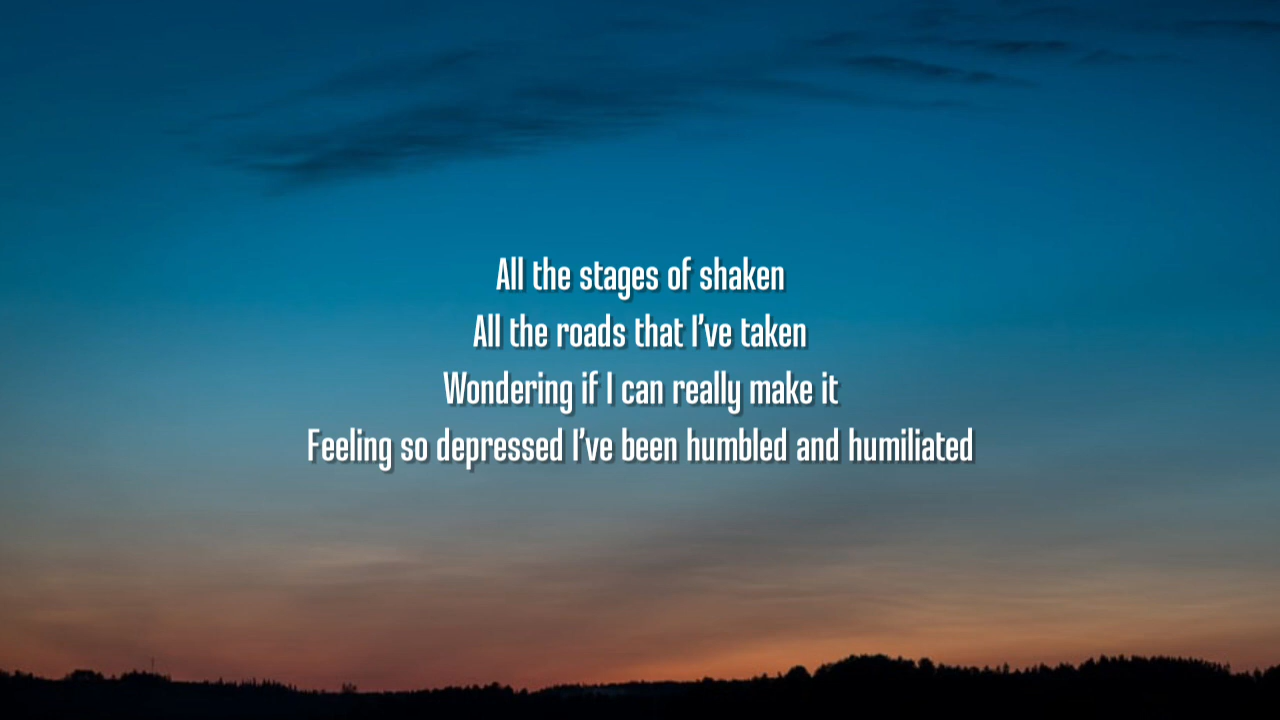 All the stages of shaken
All the roads that I've taken
Wondering if I can really make it
Feeling so depressed I've been humbled and humiliated